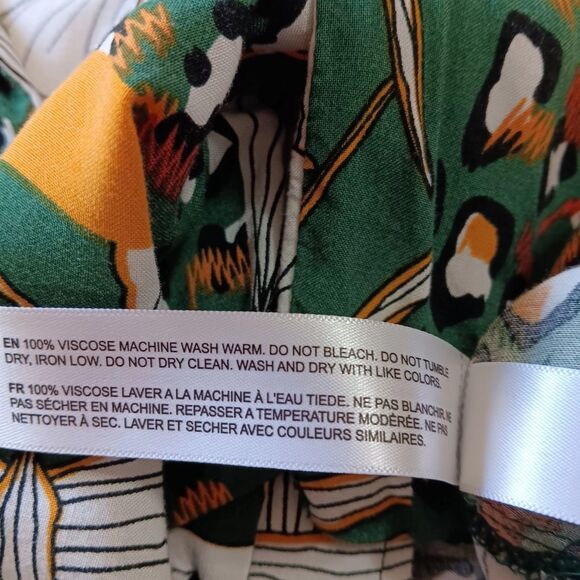 EN 100% VISCOSE MACHINE WASH WARM. DO NOT BLEACH. DO NOT TUMBLE
DRY, IRON LOW. DO NOT DRY CLEAN. WASH AND DRY WITH LIKE COLORS.
FR 100% VISCOSE LAVER A LA MACHINE À L'EAU TIEDE. NE PAS BLANCHIR. NE
PAS SÉCHER EN MACHINE. REPASSER A TEMPERATURE MODÈRÈE. NE PAS
NETTOYER À SEC. LAVER ET SECHER AVEC COULEURS SIMILAIRES.